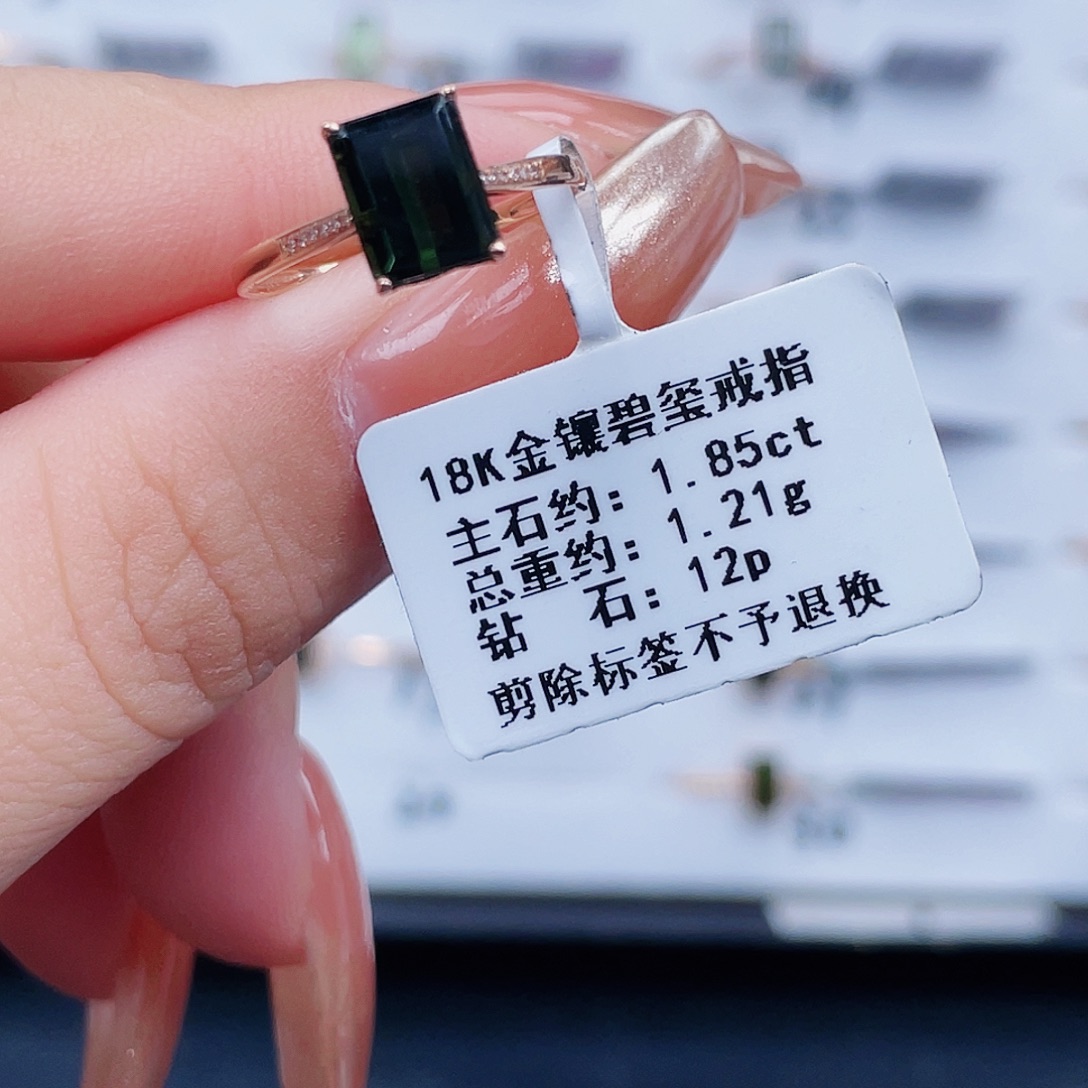 18K金镶碧玺戒指
主石约: 1.85ct
总重约: 1.21g
钻 石: 12p
剪除标签不予退换